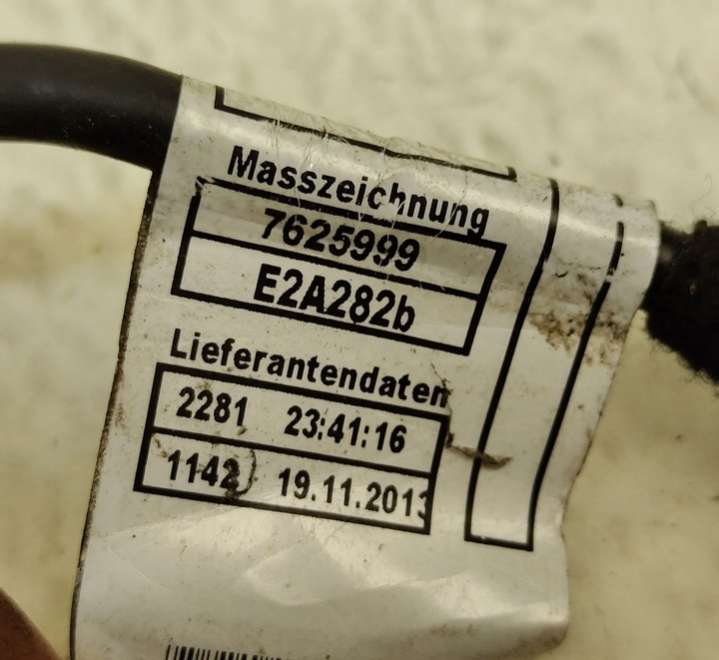 Masszeichnung
7625999
E2A282b
Lieferantendaten
2281 23:41:16
1142 19.11.2013